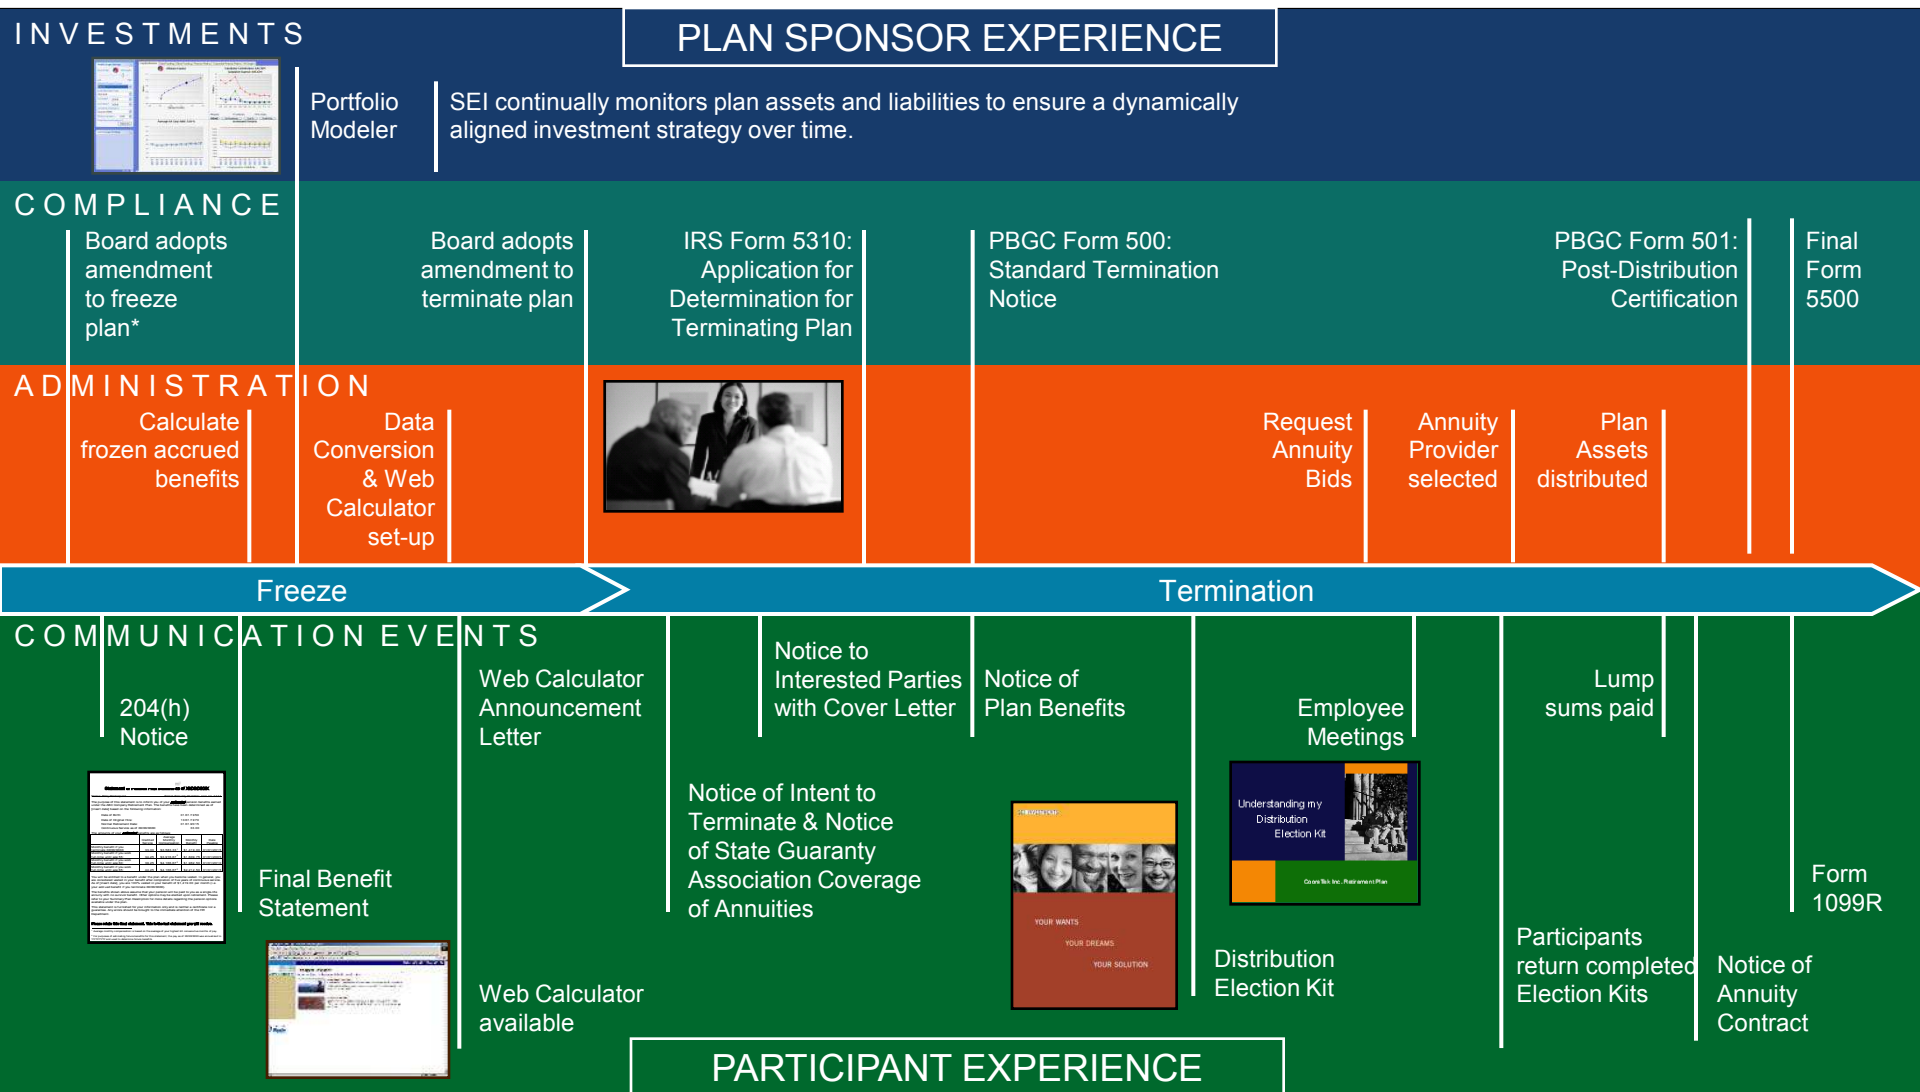 INVESTMENTS
PLAN SPONSOR EXPERIENCE
Portfolio
Modeler
SEI continually monitors plan assets and liabilities to ensure a dynamically
aligned investment strategy over time.
COMPLIANCE
Board adopts
amendment
to freeze
plan*
Board adopts
amendment to
terminate plan
IRS Form 5310:
Application for
Determination for
Terminating Plan
PBGC Form 500:
Standard Termination
Notice
PBGC Form 501:
Post-Distribution
Certification
Final
Form
5500
ADMINISTRATION
Calculate
frozen accrued
benefits
Data
Conversion
& Web
Calculator
set-up
Request
Annuity
Bids
Annuity
Provider
selected
Plan
Assets
distributed
Freeze
Termination
COMMUNICATION EVENTS
204(h)
Notice
Final Benefit
Statement
Web Calculator
Announcement
Letter
Web Calculator
available
Notice of Intent to
Terminate & Notice
of State Guaranty
Association Coverage
of Annuities
Notice to
Interested Parties
with Cover Letter
Notice of
Plan Benefits
YOUR WANTS
YOUR DREAMS
YOUR SOLUTION
Distribution
Election Kit
Employee
Meetings
Understanding my
Distribution
Election Kit
CoorsTek Inc. Retirement Plan
Participants
return completed
Election Kits
Lump
sums paid
Notice of
Annuity
Contract
Form
1099R
PARTICIPANT EXPERIENCE